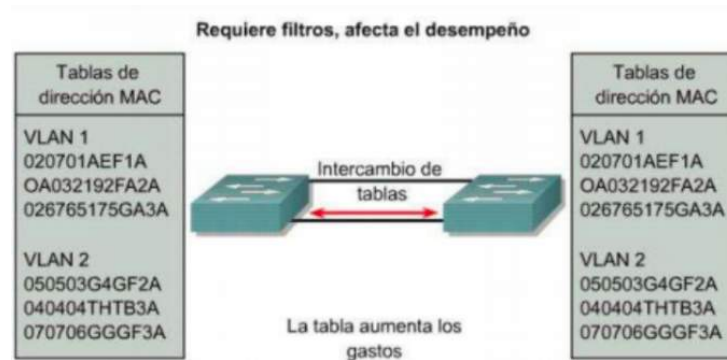 Requiere filtros, afecta el desempeño
Tablas de
dirección MAC
VLAN 1
020701AEF1A
OA032192FA2A
026765175GA3A
VLAN 2
050503G4GF2A
040404THTB3A
070706GGGF3A
Intercambio de
tablas
La tabla aumenta los
gastos
Tablas de
dirección MAC
VLAN 1
020701AEF1A
OA032192FA2A
026765175GA3A
VLAN 2
050503G4GF2A
040404THTB3A
070706GGGF3A